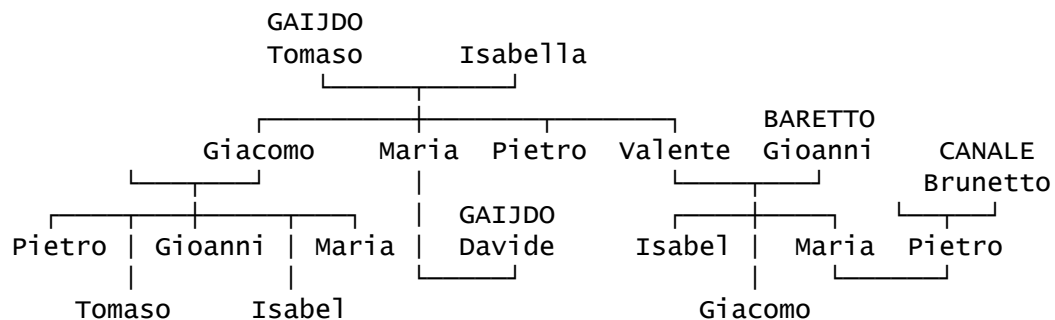 GAIJDO
Tomaso Isabella
BARETTO
Giacomo Maria Pietro Valente Gioanni CANALE
Brunetto
GAIJDO
Pietro Gioanni Maria Davide Isabel Maria Pietro
Tomaso Isabel Giacomo